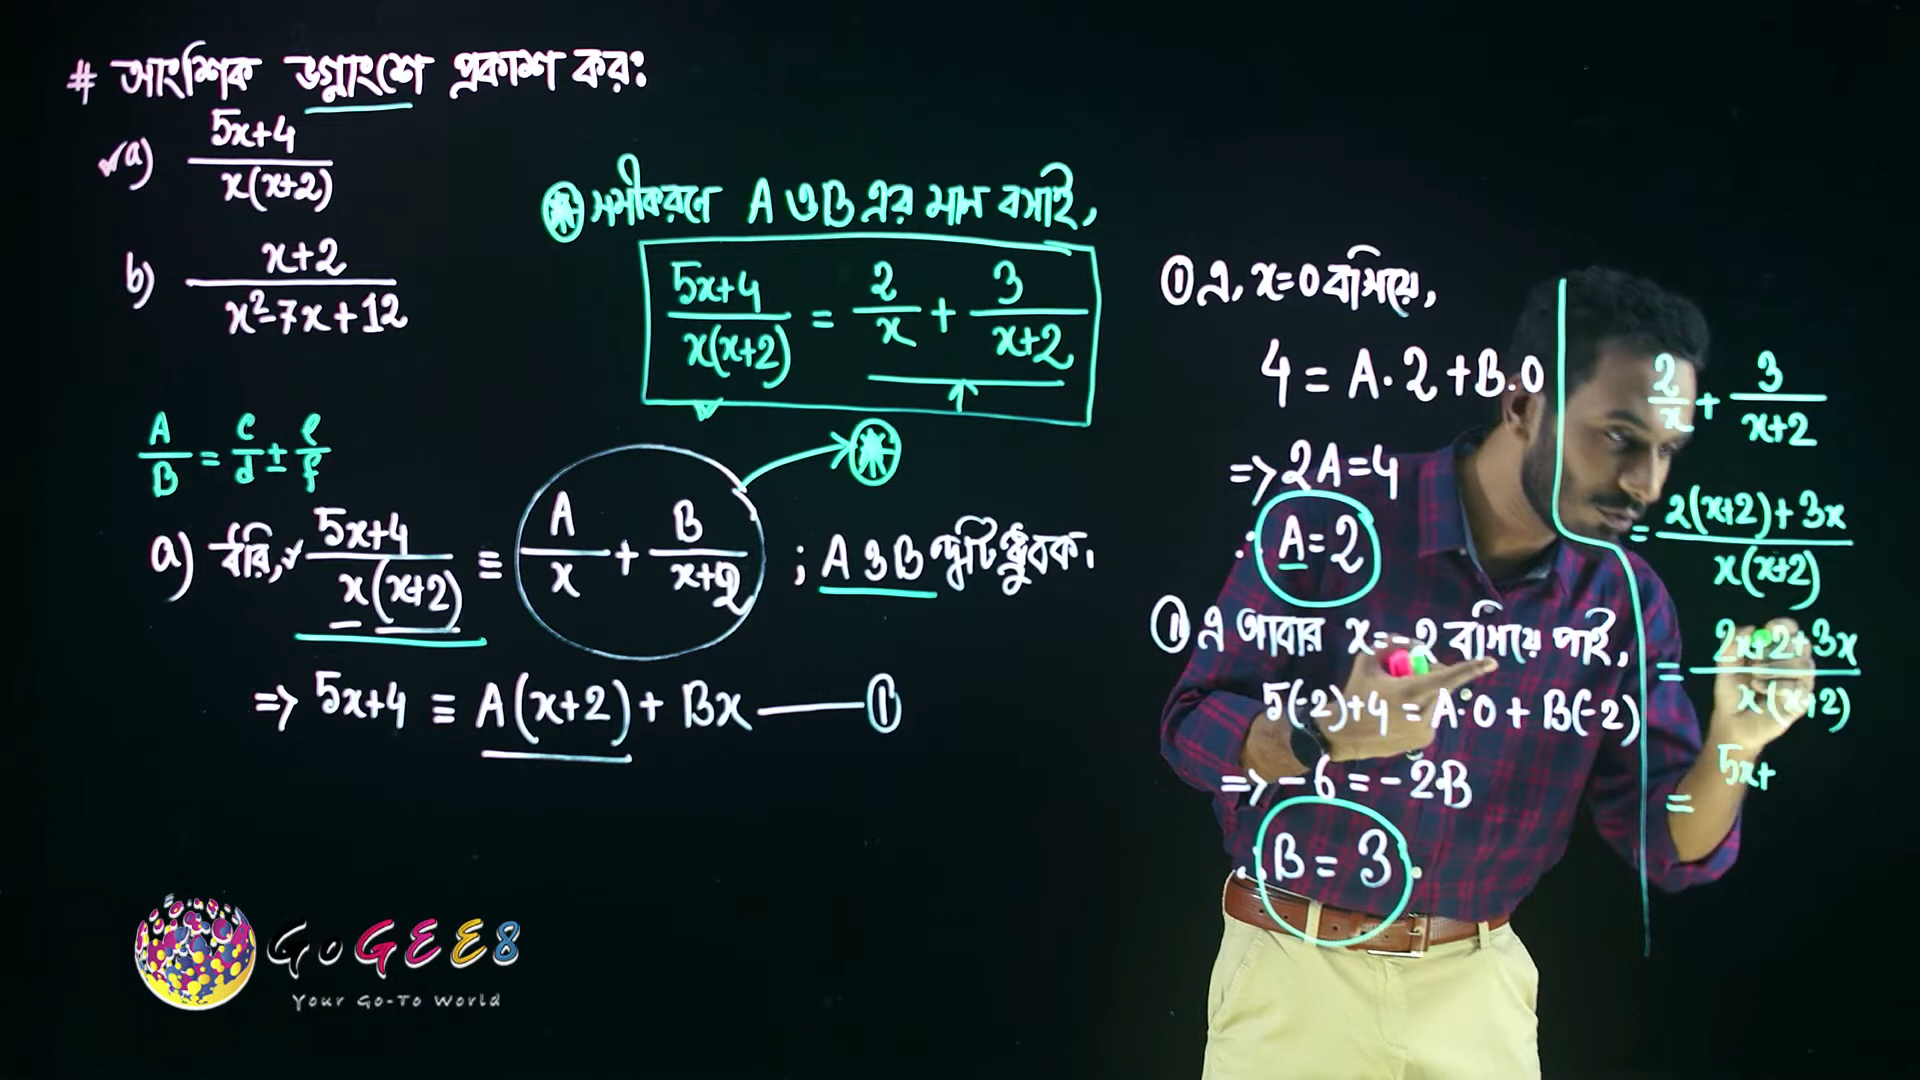 # আংশিক ভগ্নাংশে প্রকাশ কর:
a) 5x+4 / x(x+2)
b) x+2 / x²-7x+12
A/B = c/d ± e/f
a) ধরি, 5x+4 / x(x+2) ≡ A/x + B/x+2 ; A ও B দুটি ধ্রুবক।
=> 5x+4 ≡ A(x+2) + Bx —— ①
⊛ সমীকরণে A ও B এর মান বসাই,
5x+4 / x(x+2) = 2/x + 3/x+2
⊛
① এ, x=0 বসিয়ে,
4 = A·2 + B·0
=> 2A=4
∴ A=2
① এ আবার x=-2 বসিয়ে পাই,
5(-2)+4 = A·0 + B(-2)
=> -6 = -2B
∴ B = 3
2/x + 3/x+2
= 2(x+2)+3x / x(x+2)
= 2x+2+3x / x(x+2)
= 5x+
GoGEE8
Your Go-To World